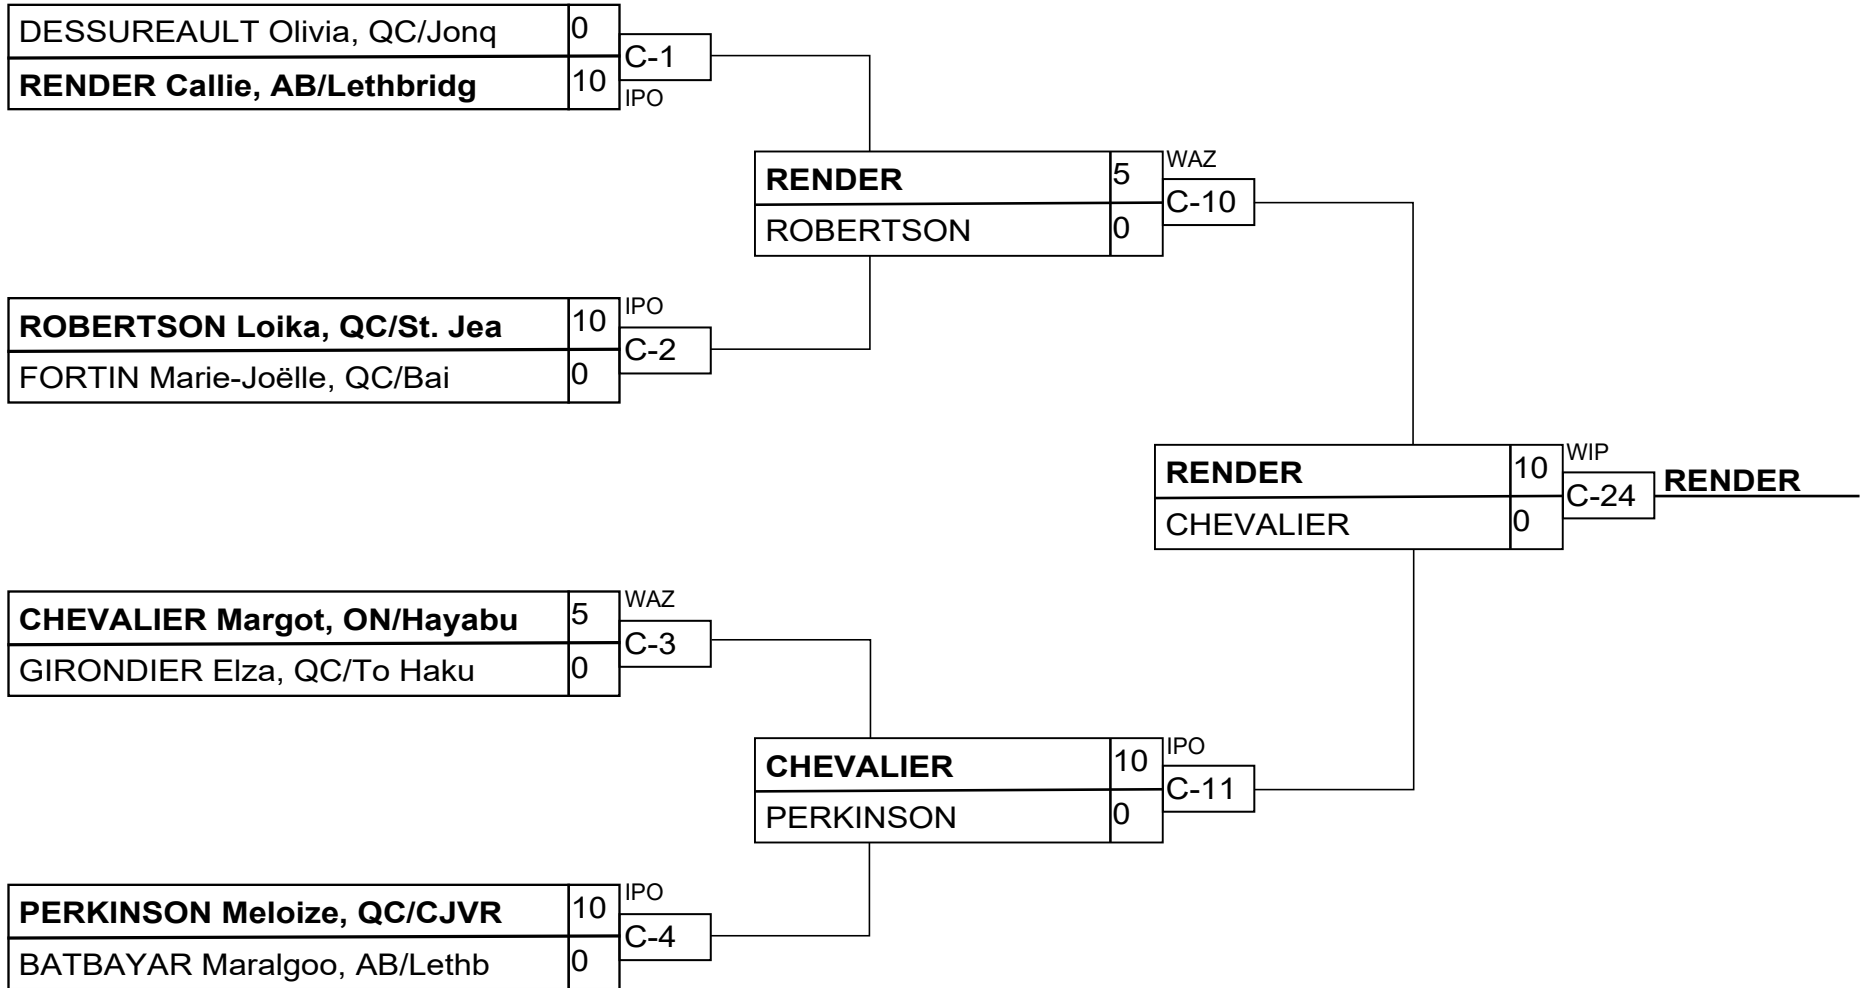 DESSUREAULT Olivia, QC/Jonq 0
C-1
RENDER Callie, AB/Lethbridg 10
IPO
RENDER 5
WAZ
C-10
ROBERTSON 0
ROBERTSON Loika, QC/St. Jea 10
IPO
C-2
FORTIN Marie-Joëlle, QC/Bai 0
RENDER 10
WIP
C-24
RENDER
CHEVALIER 0
CHEVALIER Margot, ON/Hayabu 5
WAZ
C-3
GIRONDIER Elza, QC/To Haku 0
CHEVALIER 10
IPO
C-11
PERKINSON 0
PERKINSON Meloize, QC/CJVR 10
IPO
C-4
BATBAYAR Maralgoo, AB/Lethb 0